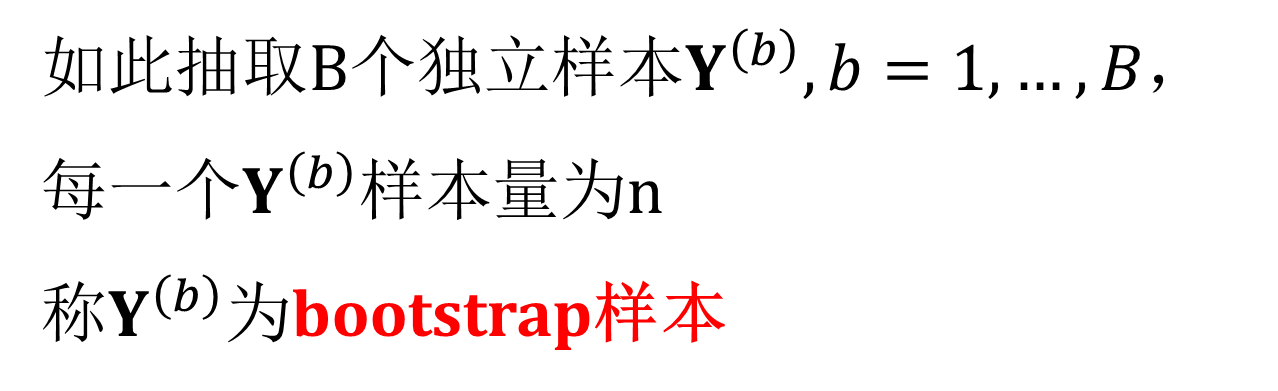 如此抽取B个独立样本Y^(b), b = 1, … , B，
每一个Y^(b)样本量为n
称Y^(b)为bootstrap样本